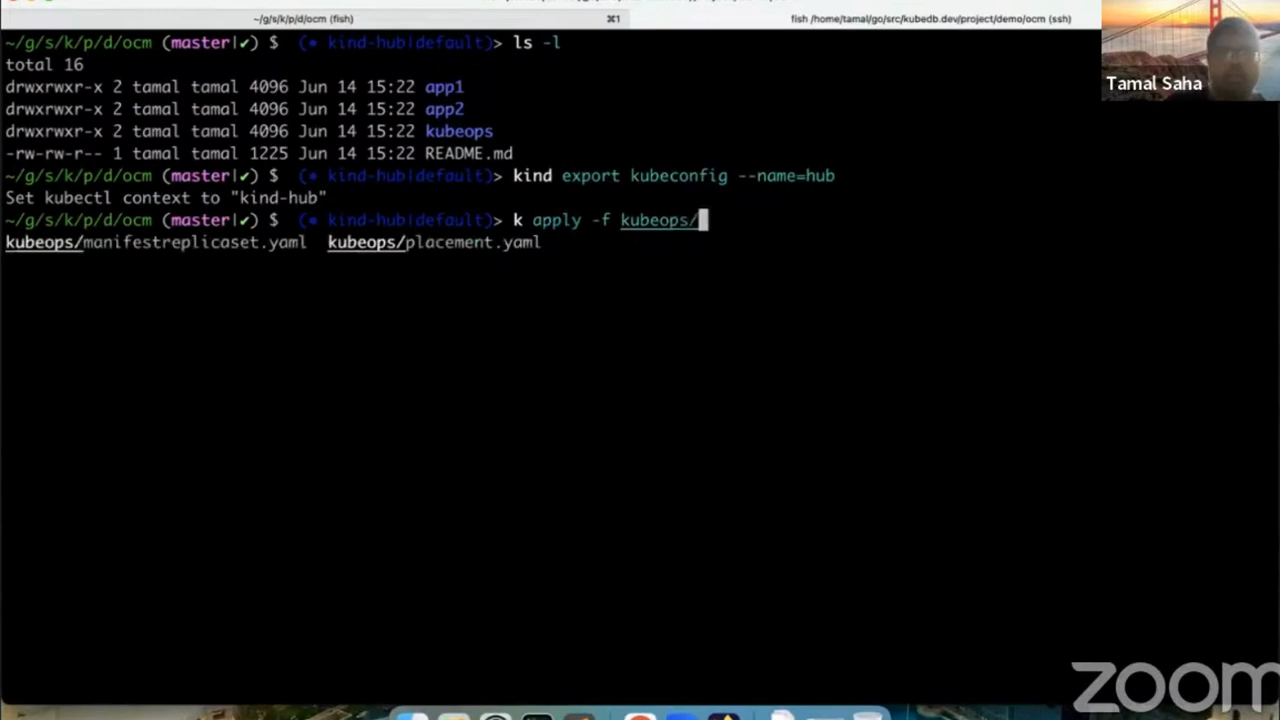 ~/g/s/k/p/d/ocm (fish)
⌘1
fish /home/tamal/go/src/kubedb.dev/project/demo/ocm (ssh)
~/g/s/k/p/d/ocm (master|✔) $ (⎈ kind-hub|default)> ls -l
total 16
drwxrwxr-x 2 tamal tamal 4096 Jun 14 15:22 app1
drwxrwxr-x 2 tamal tamal 4096 Jun 14 15:22 app2
drwxrwxr-x 2 tamal tamal 4096 Jun 14 15:22 kubeops
-rw-rw-r-- 1 tamal tamal 1225 Jun 14 15:22 README.md
~/g/s/k/p/d/ocm (master|✔) $ (⎈ kind-hub|default)> kind export kubeconfig --name=hub
Set kubectl context to "kind-hub"
~/g/s/k/p/d/ocm (master|✔) $ (⎈ kind-hub|default)> k apply -f kubeops/
kubeops/manifestreplicaset.yaml kubeops/placement.yaml
Tamal Saha
zoom